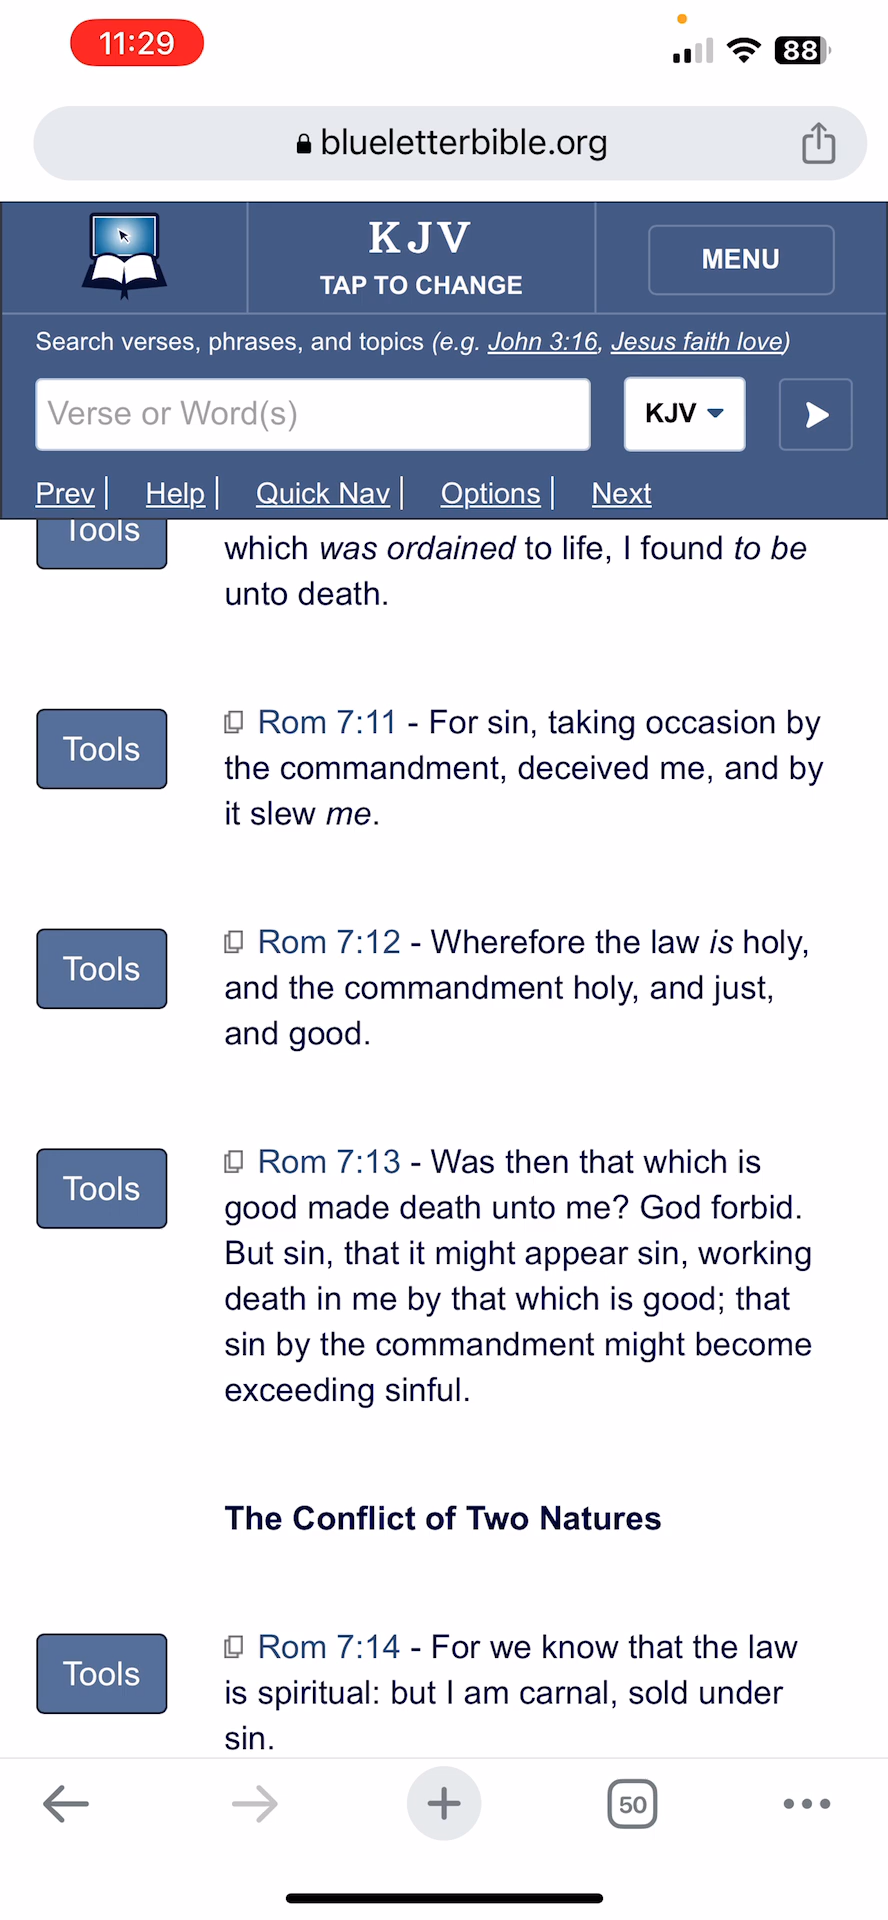 11:29
88
blueletterbible.org
KJV
TAP TO CHANGE
MENU
Search verses, phrases, and topics (e.g. John 3:16, Jesus faith love)
Verse or Word(s)
KJV
Prev | Help | Quick Nav | Options | Next
Tools
which was ordained to life, I found to be
unto death.
Tools
Rom 7:11 - For sin, taking occasion by
the commandment, deceived me, and by
it slew me.
Tools
Rom 7:12 - Wherefore the law is holy,
and the commandment holy, and just,
and good.
Tools
Rom 7:13 - Was then that which is
good made death unto me? God forbid.
But sin, that it might appear sin, working
death in me by that which is good; that
sin by the commandment might become
exceeding sinful.
The Conflict of Two Natures
Tools
Rom 7:14 - For we know that the law
is spiritual: but I am carnal, sold under
sin.
50